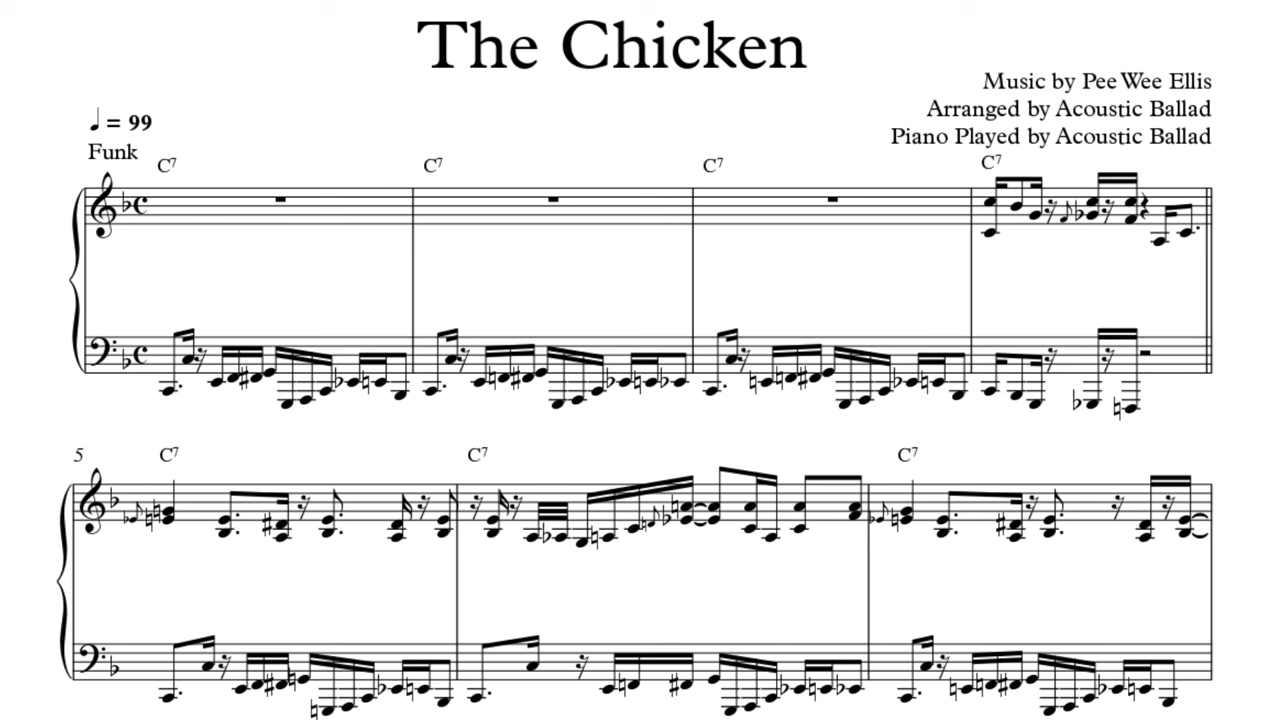 The Chicken
Music by Pee Wee Ellis
Arranged by Acoustic Ballad
Piano Played by Acoustic Ballad
♩ = 99
Funk
C7 C7 C7 C7
5 C7 C7 C7